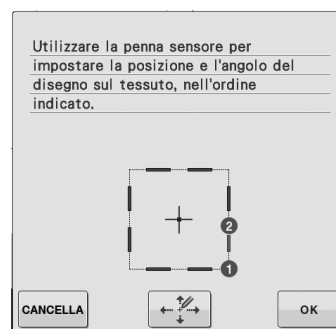 Utilizzare la penna sensore per
impostare la posizione e l'angolo del
disegno sul tessuto, nell'ordine
indicato.
2
1
CANCELLA
OK